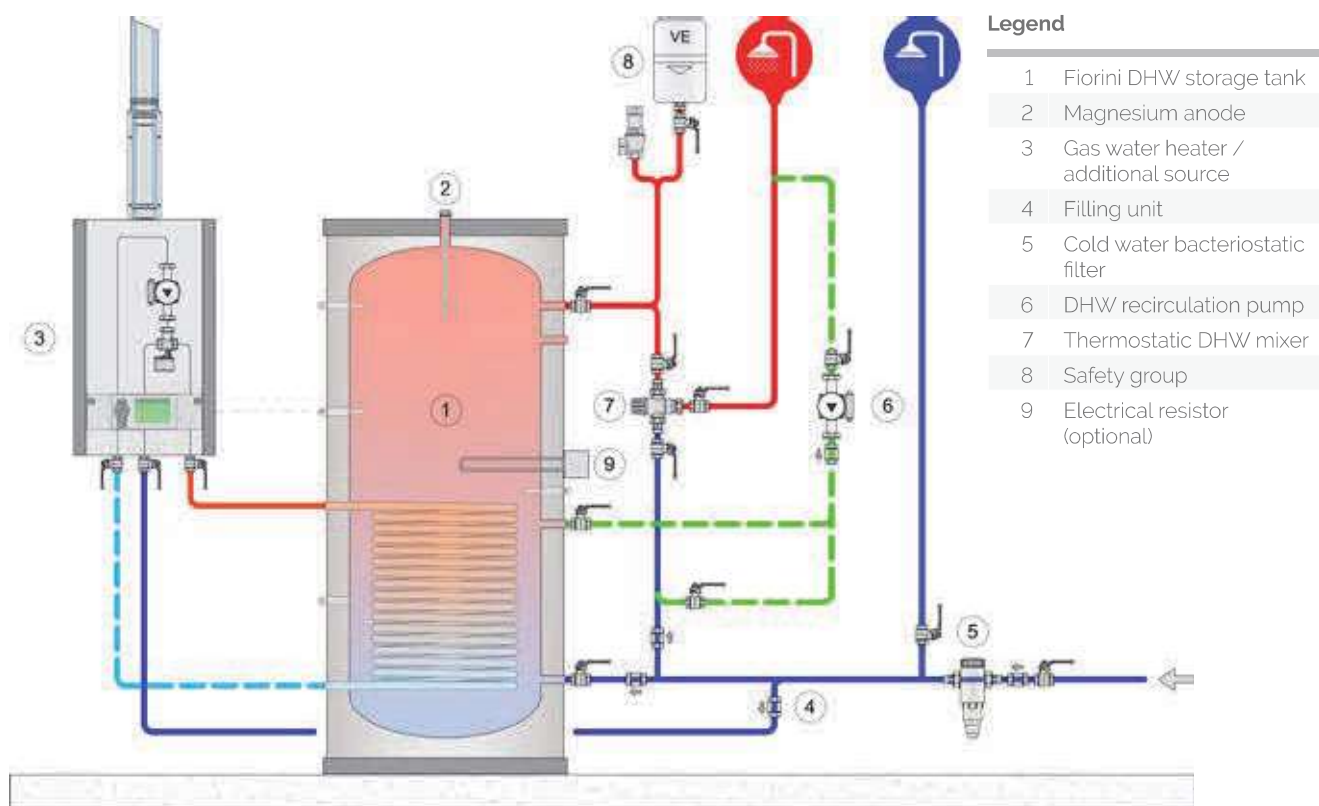 VE
8
2
3
1
7
6
9
5
4
Legend
1 Fiorini DHW storage tank
2 Magnesium anode
3 Gas water heater /
additional source
4 Filling unit
5 Cold water bacteriostatic
filter
6 DHW recirculation pump
7 Thermostatic DHW mixer
8 Safety group
9 Electrical resistor
(optional)